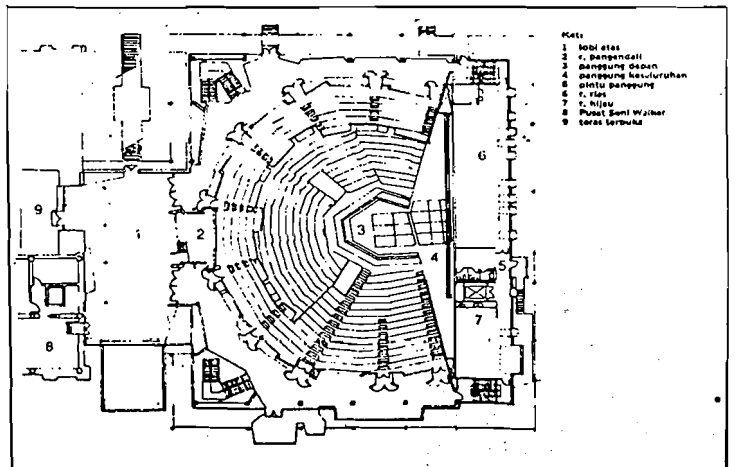 Ket:
1 lobi atas
2 r. pengendali
3 panggung depan
4 panggung keseluruhan
5 pintu panggung
6 r. rias
7 r. hijau
8 Pusat Seni Walker
9 teras terbuka
6
9
1
2
3
4
5
7
8